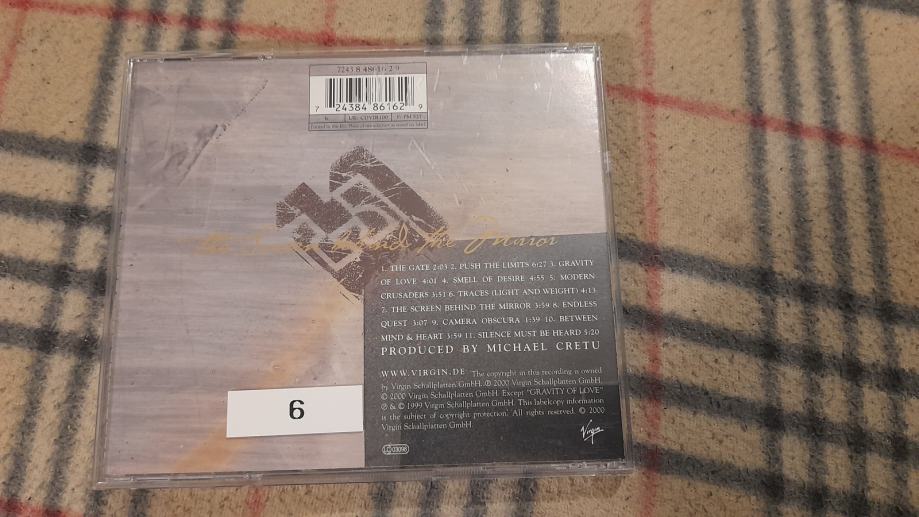 7243 8 48616 2 9
7 24384 86162 9
UK: CDVIR100 F: PM 527
the Screen behind the Mirror
1. THE GATE 2:03 2. PUSH THE LIMITS 6:27 3. GRAVITY
OF LOVE 4:01 4. SMELL OF DESIRE 4:55 5. MODERN
CRUSADERS 3:51 6. TRACES (LIGHT AND WEIGHT) 4:13
7. THE SCREEN BEHIND THE MIRROR 3:59 8. ENDLESS
QUEST 3:07 9. CAMERA OBSCURA 1:39 10. BETWEEN
MIND & HEART 3:59 11. SILENCE MUST BE HEARD 5:20
PRODUCED BY MICHAEL CRETU
WWW.VIRGIN.DE The copyright in this recording is owned
by Virgin Schallplatten GmbH. ℗ 2000 Virgin Schallplatten GmbH.
© 2000 Virgin Schallplatten GmbH. Except "GRAVITY OF LOVE"
℗ & © 1999 Virgin Schallplatten GmbH. This labelcopy information
is the subject of copyright protection. All rights reserved. © 2000
Virgin Schallplatten GmbH.
6
Virgin
LC 03098